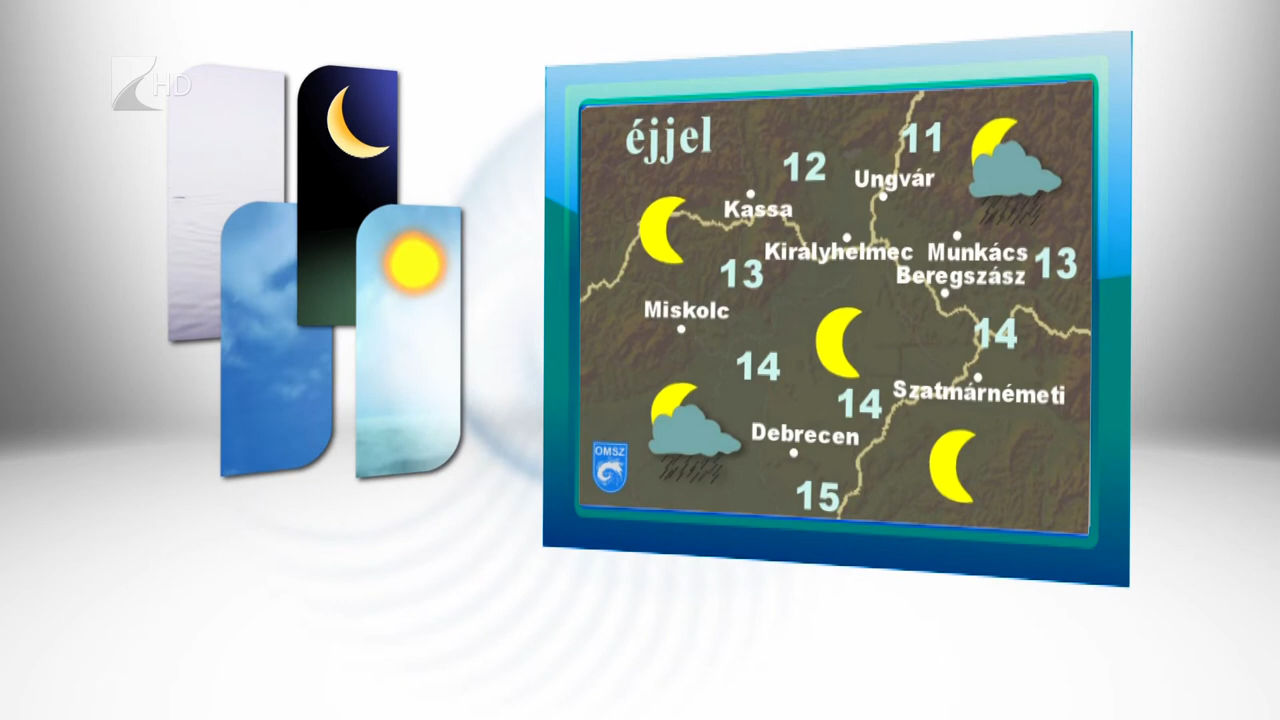 HD
éjjel
11
12
Ungvár
Kassa
Királyhelmec
Munkács
13
Beregszász
13
Miskolc
14
14
Szatmárnémeti
14
Debrecen
OMSZ
15